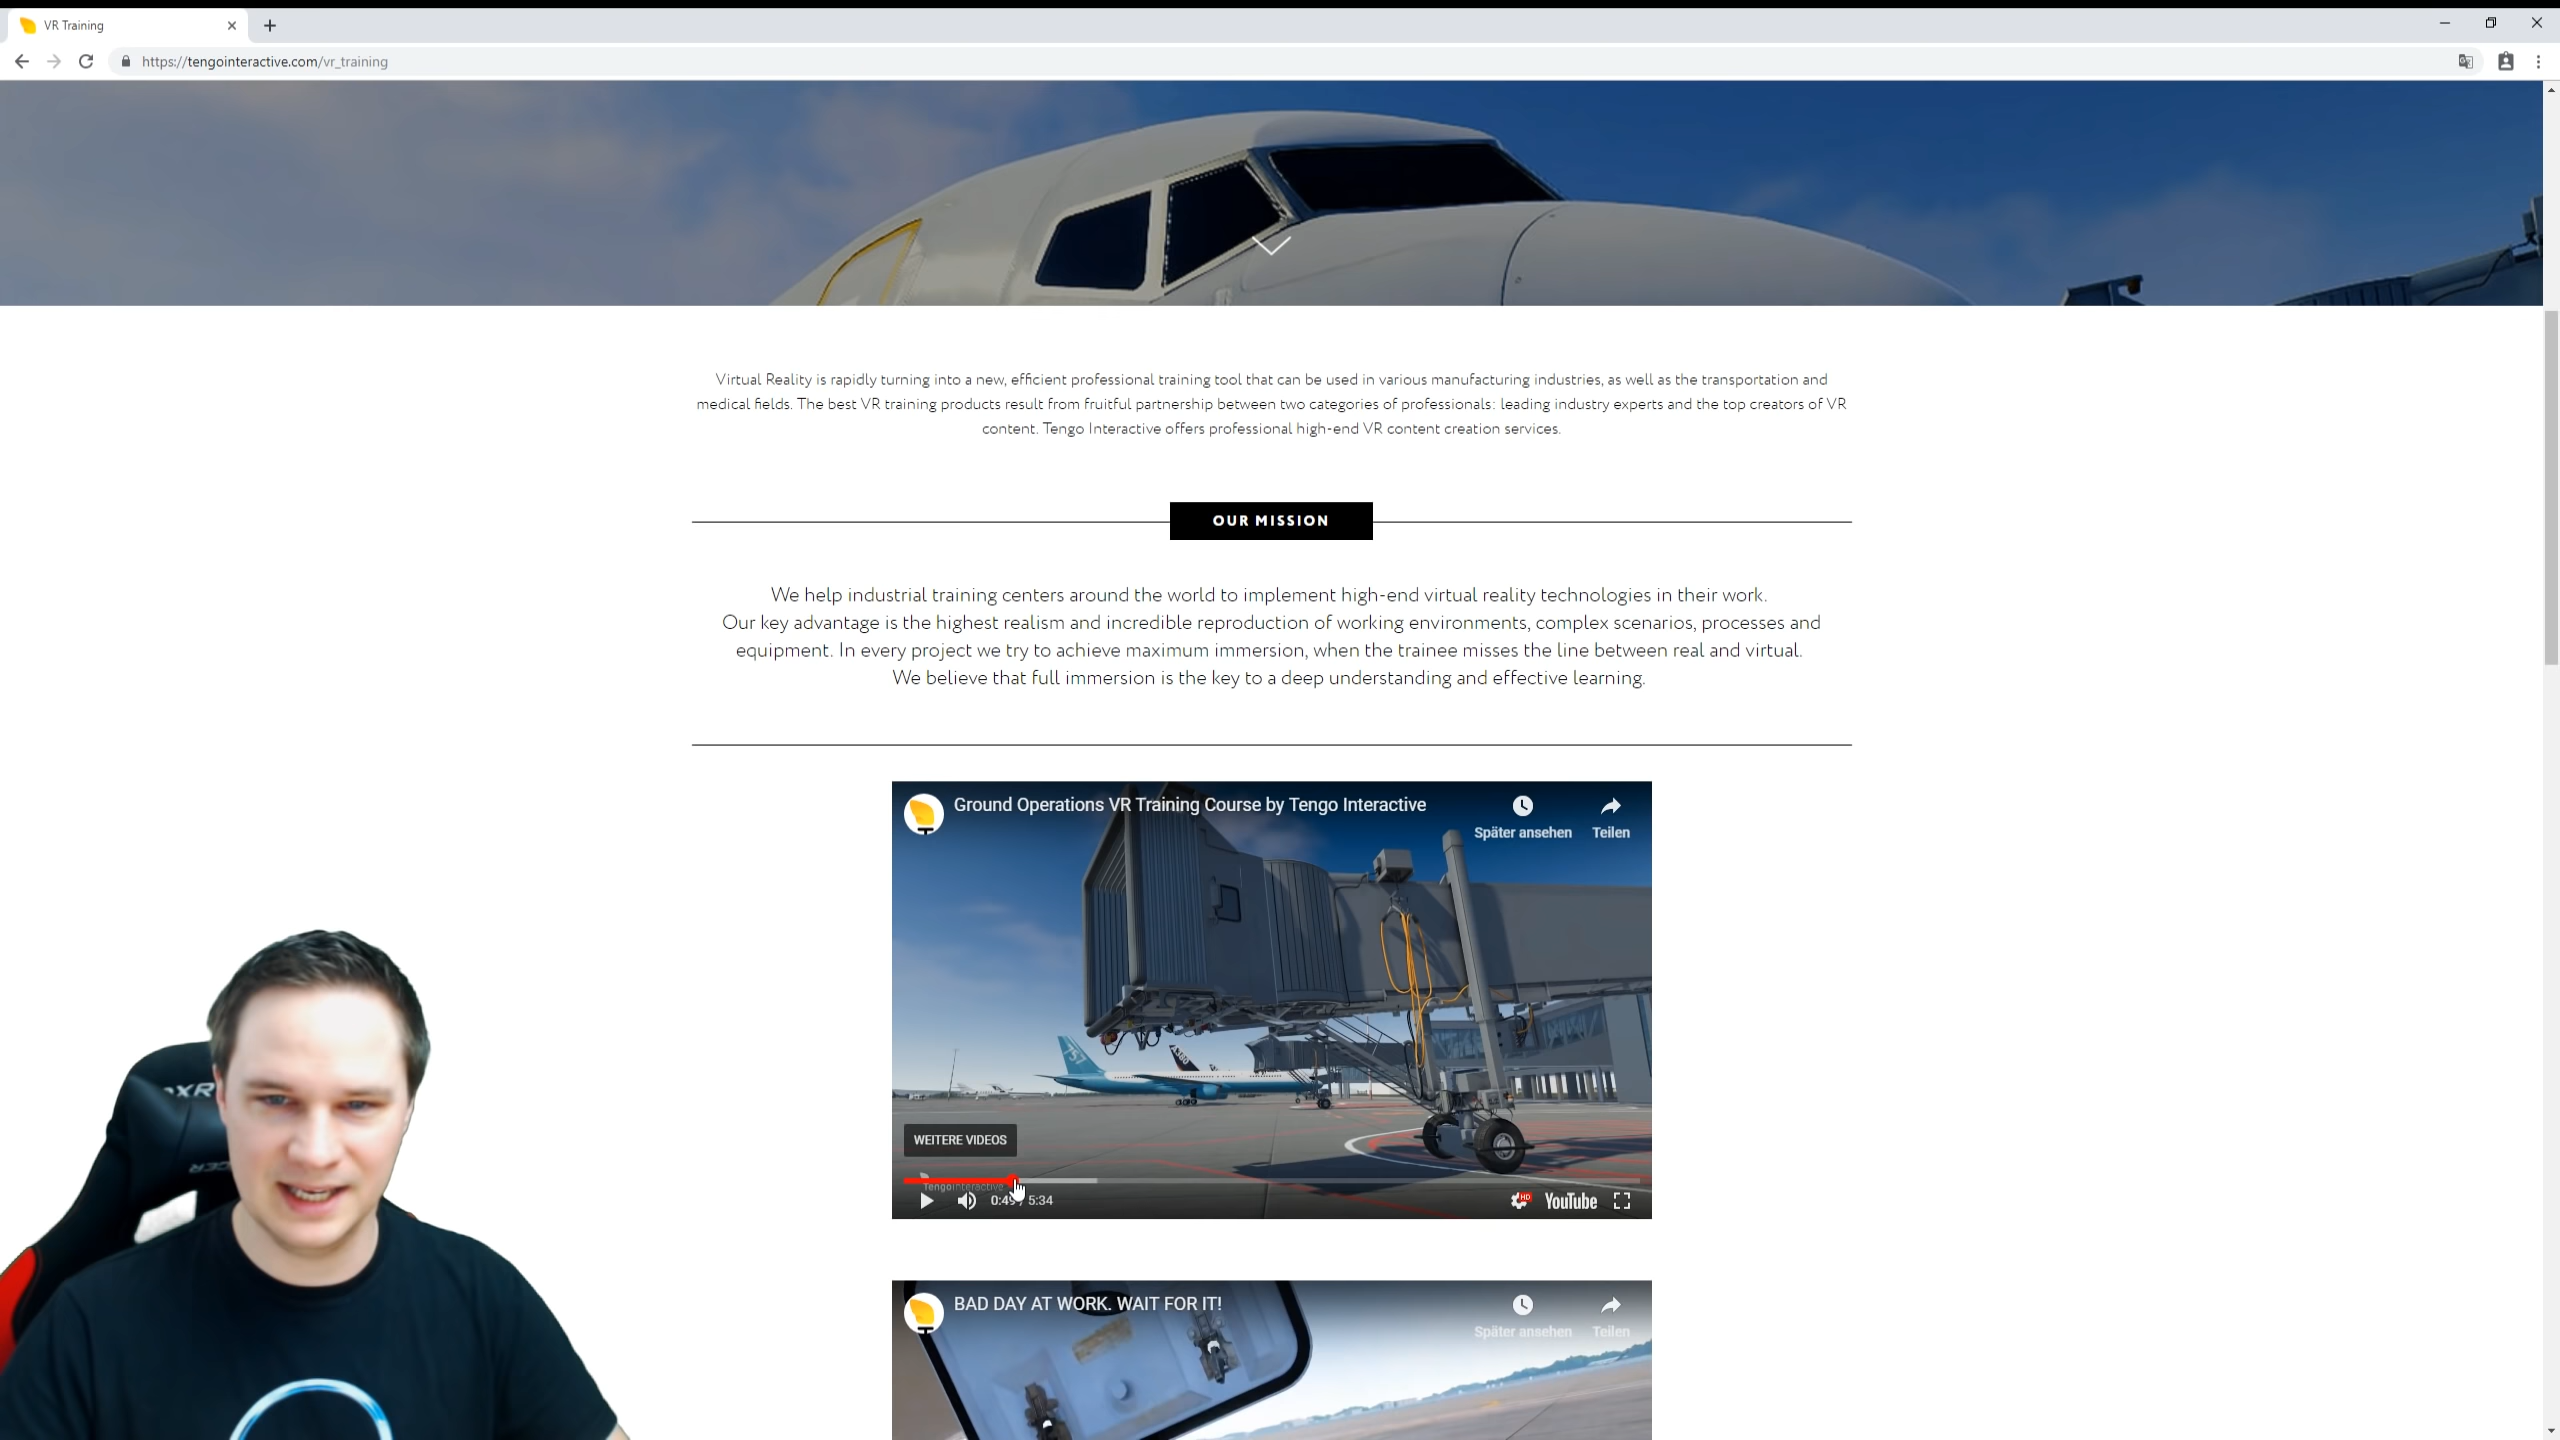 VR Training
https://tengointeractive.com/vr_training
Virtual Reality is rapidly turning into a new, efficient professional training tool that can be used in various manufacturing industries, as well as the transportation and
medical fields. The best VR training products result from fruitful partnership between two categories of professionals: leading industry experts and the top creators of VR
content. Tengo Interactive offers professional high-end VR content creation services.
OUR MISSION
We help industrial training centers around the world to implement high-end virtual reality technologies in their work.
Our key advantage is the highest realism and incredible reproduction of working environments, complex scenarios, processes and
equipment. In every project we try to achieve maximum immersion, when the trainee misses the line between real and virtual.
We believe that full immersion is the key to a deep understanding and effective learning.
Ground Operations VR Training Course by Tengo Interactive
Später ansehen
Teilen
757
WEITERE VIDEOS
TengoInteractive
0:49 / 5:34
HD
YouTube
BAD DAY AT WORK. WAIT FOR IT!
Später ansehen
Teilen